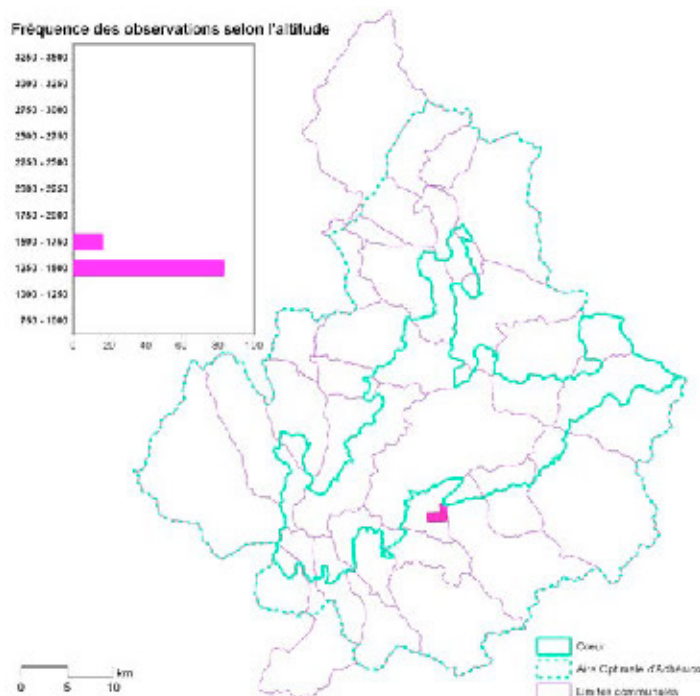 Fréquence des observations selon l'altitude
3250 - 3500
3000 - 3250
2750 - 3000
2500 - 2750
2250 - 2500
2000 - 2250
1750 - 2000
1500 - 1750
1250 - 1500
1000 - 1250
750 - 1000
0 20 40 60 80 100
Cœur
Aire Optimale d'Adhésion
Limites communales
0 5 10 km